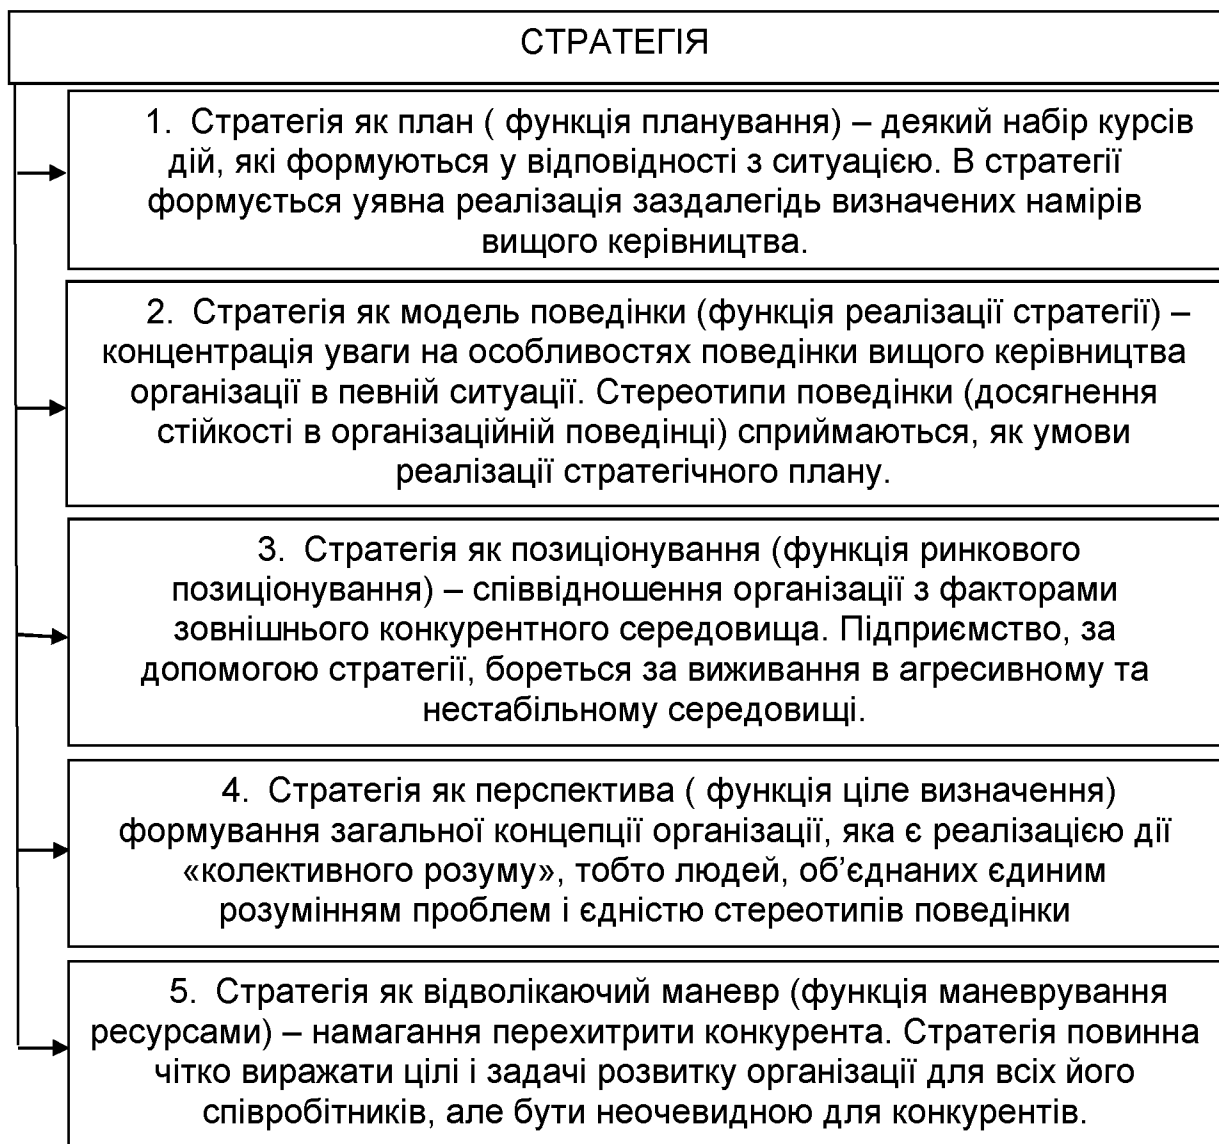 СТРАТЕГІЯ
1. Стратегія як план ( функція планування) – деякий набір курсів
дій, які формуються у відповідності з ситуацією. В стратегії
формується уявна реалізація заздалегідь визначених намірів
вищого керівництва.
2. Стратегія як модель поведінки (функція реалізації стратегії) –
концентрація уваги на особливостях поведінки вищого керівництва
організації в певній ситуації. Стереотипи поведінки (досягнення
стійкості в організаційній поведінці) сприймаються, як умови
реалізації стратегічного плану.
3. Стратегія як позиціонування (функція ринкового
позиціонування) – співвідношення організації з факторами
зовнішнього конкурентного середовища. Підприємство, за
допомогою стратегії, бореться за виживання в агресивному та
нестабільному середовищі.
4. Стратегія як перспектива ( функція ціле визначення)
формування загальної концепції організації, яка є реалізацією дії
«колективного розуму», тобто людей, об’єднаних єдиним
розумінням проблем і єдністю стереотипів поведінки
5. Стратегія як відволікаючий маневр (функція маневрування
ресурсами) – намагання перехитрити конкурента. Стратегія повинна
чітко виражати цілі і задачі розвитку організації для всіх його
співробітників, але бути неочевидною для конкурентів.